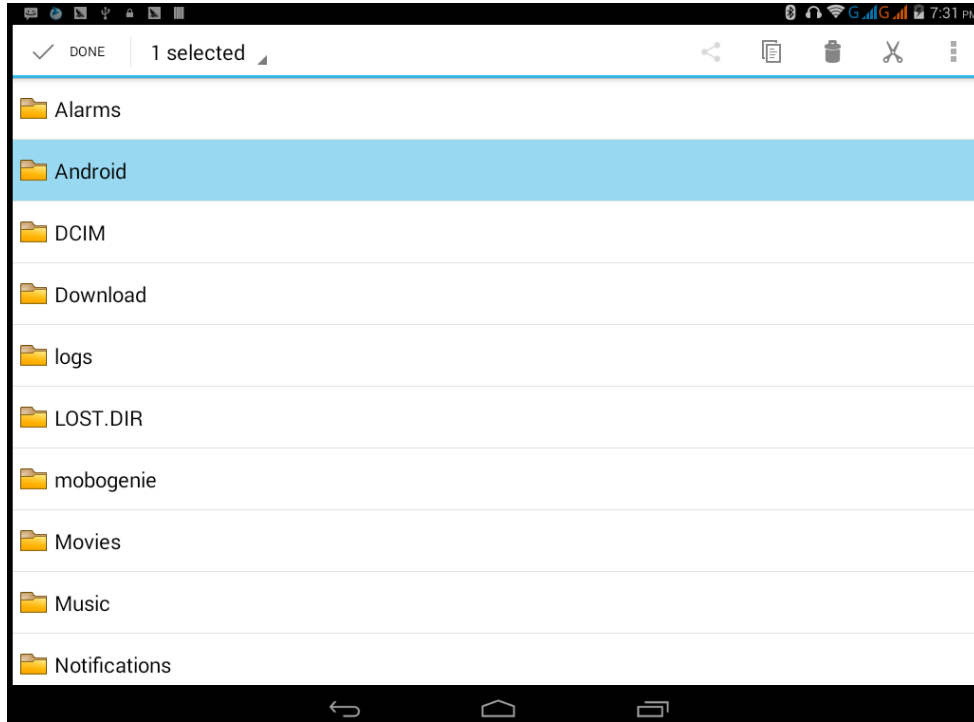 G G 7:31 PM
DONE 1 selected
Alarms
Android
DCIM
Download
logs
LOST.DIR
mobogenie
Movies
Music
Notifications